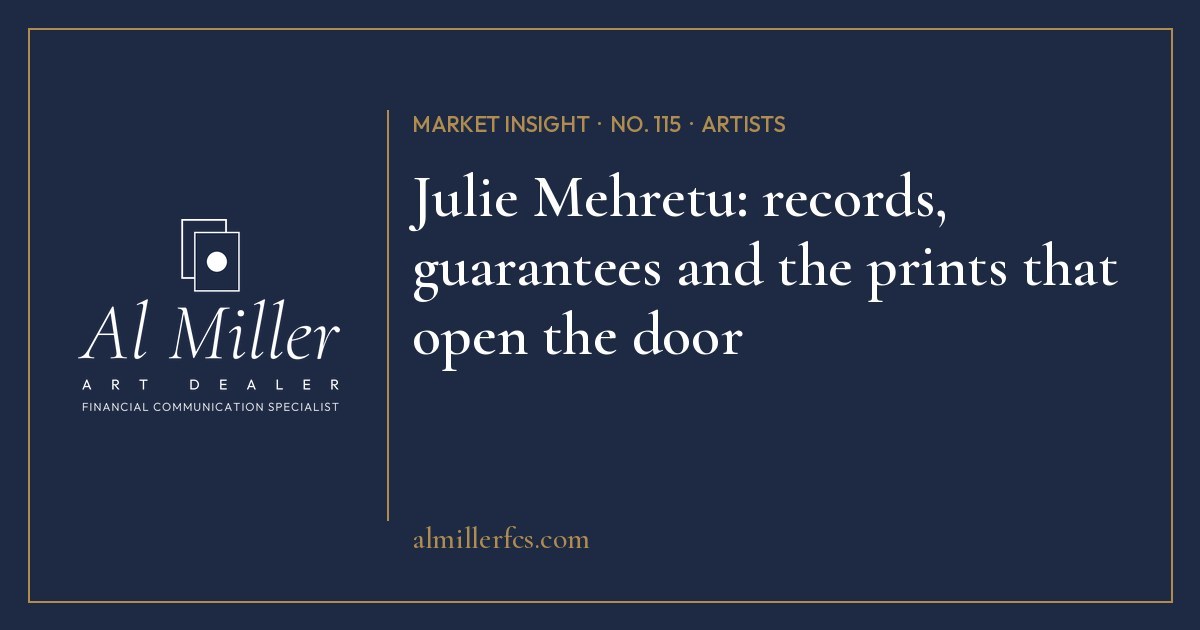 MARKET INSIGHT · NO. 115 · ARTISTS
Julie Mehretu: records,
guarantees and the prints that
open the door
Al Miller
ART DEALER
FINANCIAL COMMUNICATION SPECIALIST
almillerfcs.com